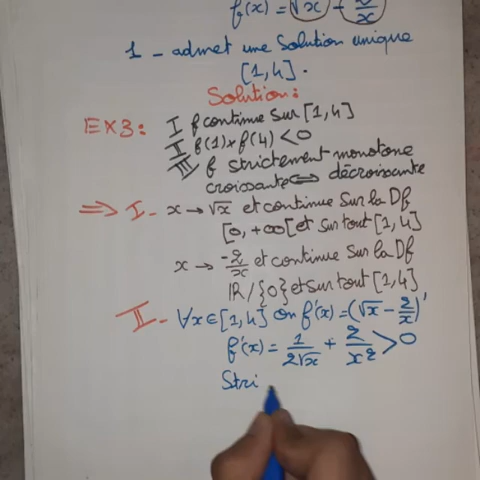 f(x) = √x - 2/x
1 - admet une Solution unique
[1,4].
Solution:
EX3: I f continue sur [1,4]
II f(1)×f(4) <0
III f strictement monotone
croissante ⇔ décroissante
⇒ I- x → √x et continue Sur la Df
[0, +∞[ et sur tout [1,4]
x → -2/x et continue Sur la Df
IR/{0} et sur tout [1,4]
II- ∀x∈[1,4] on f'(x) = (√x - 2/x)'
f'(x) = 1/2√x + 2/x² > 0
Stri